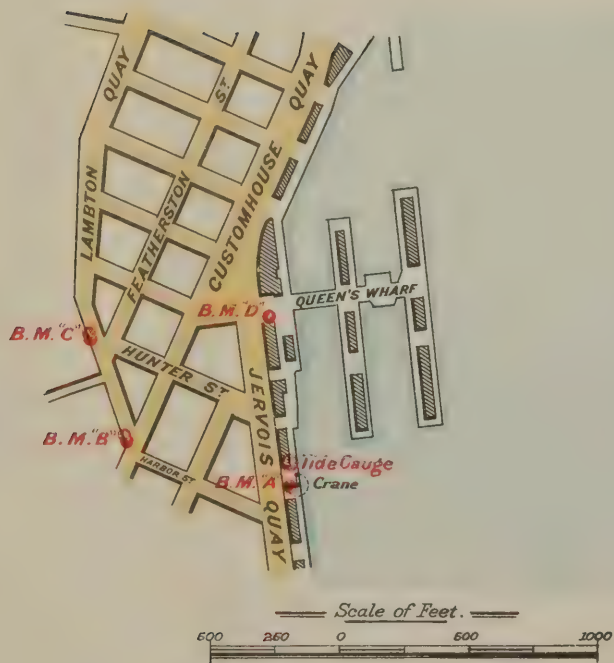 QUAY
ST.
QUAY
LAMBTON
FEATHERSTON
CUSTOMHOUSE
QUEEN'S WHARF
B.M."D"
B.M."C"
HUNTER ST.
JERVOIS
B.M."B"
HARBOR ST.
Tide Gauge
B.M."A"
Crane
QUAY
Scale of Feet.
500 250 0 500 1000